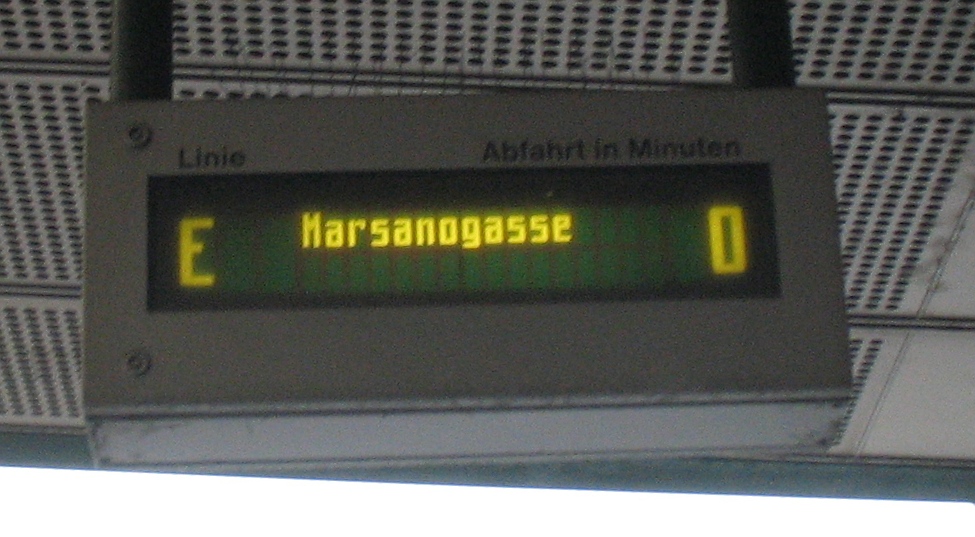 Linie Abfahrt in Minuten
E Marsanogasse 0